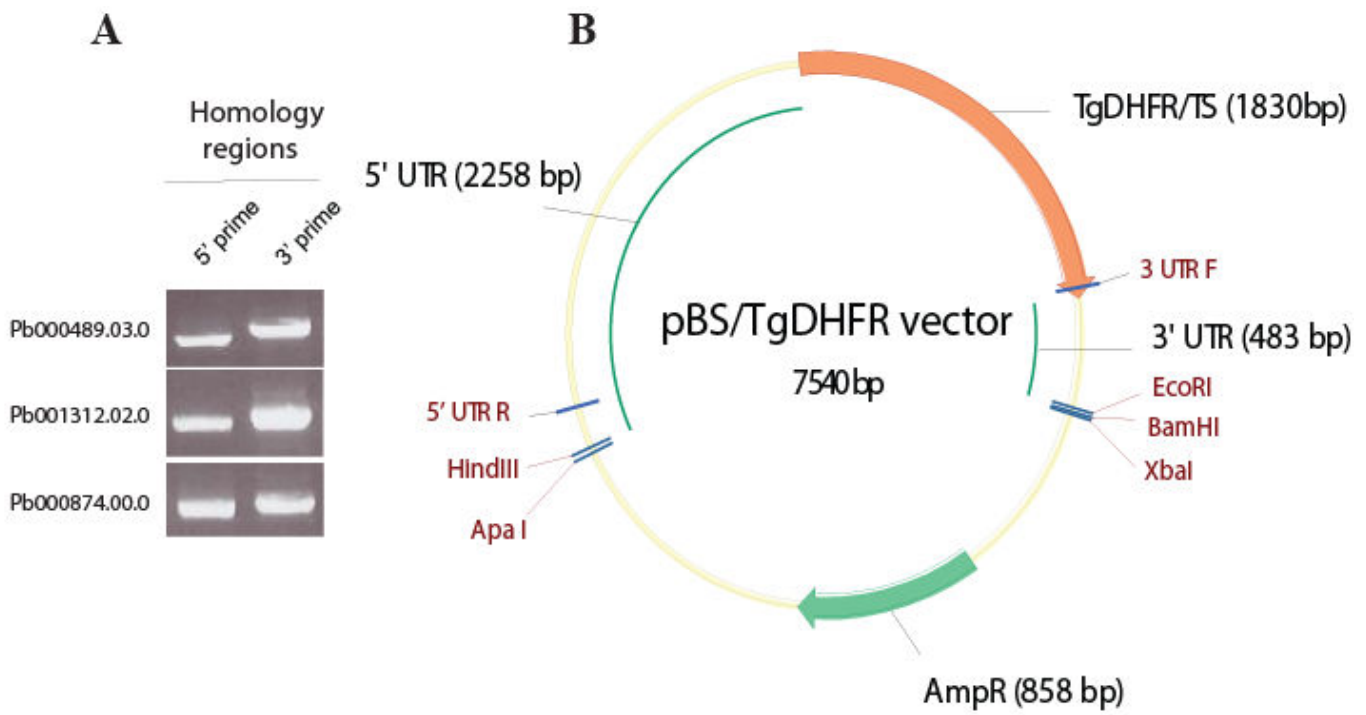 A
Homology
regions
5' prime
3' prime
Pb000489.03.0
Pb001312.02.0
Pb000874.00.0
B
TgDHFR/TS (1830bp)
5' UTR (2258 bp)
3 UTR F
pBS/TgDHFR vector
7540bp
3' UTR (483 bp)
EcoRI
BamHI
XbaI
5' UTR R
HindIII
Apa I
AmpR (858 bp)